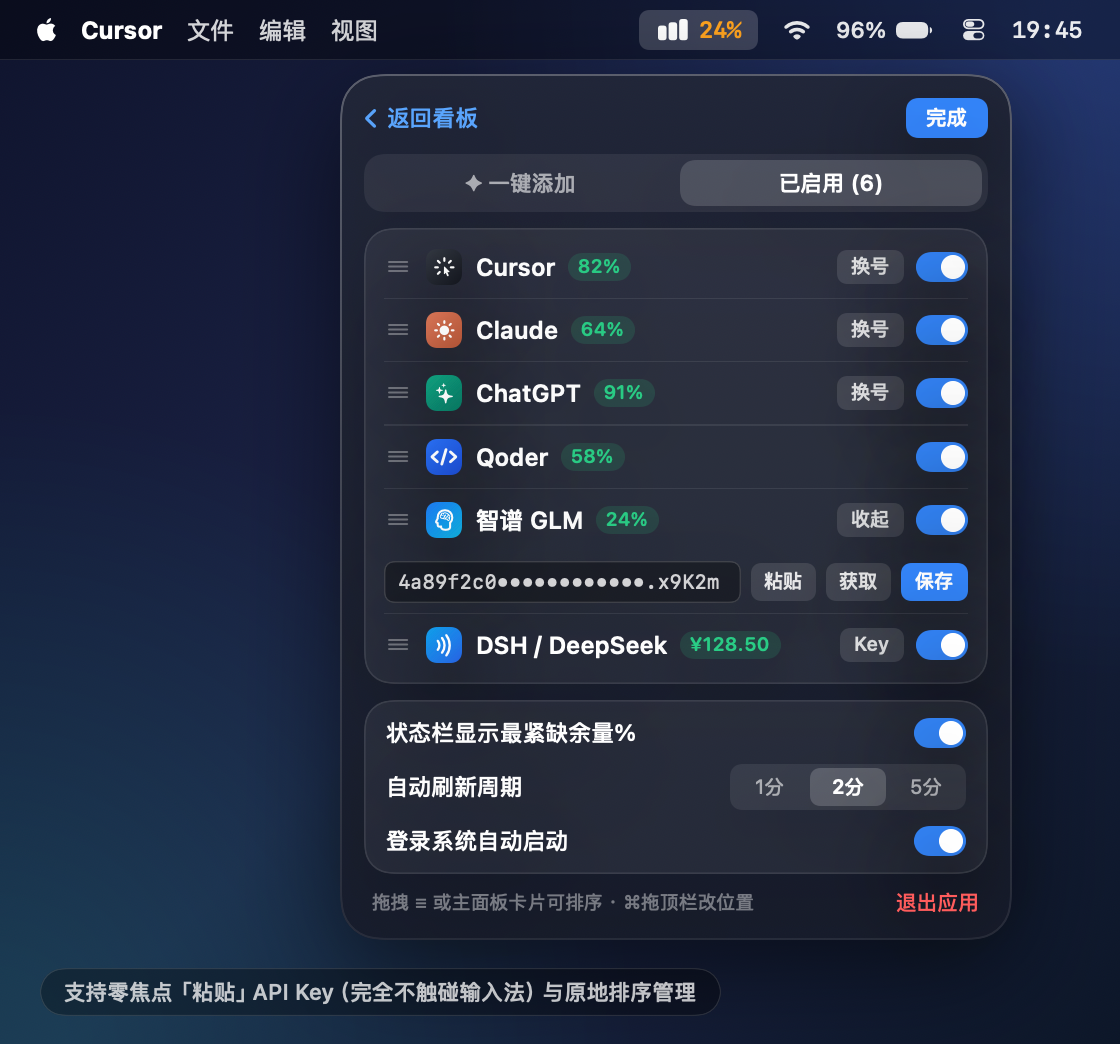 Cursor 文件 编辑 视图 24% 96% 19:45
返回看板 完成
一键添加 已启用 (6)
Cursor 82% 换号
Claude 64% 换号
ChatGPT 91% 换号
Qoder 58%
智谱 GLM 24% 收起
4a89f2c0●●●●●●●●●●●●.x9K2m 粘贴 获取 保存
DSH / DeepSeek ¥128.50 Key
状态栏显示最紧缺余量%
自动刷新周期 1分 2分 5分
登录系统自动启动
拖拽 ≡ 或主面板卡片可排序 · ⌘拖顶栏改位置 退出应用
支持零焦点「粘贴」API Key（完全不触碰输入法）与原地排序管理